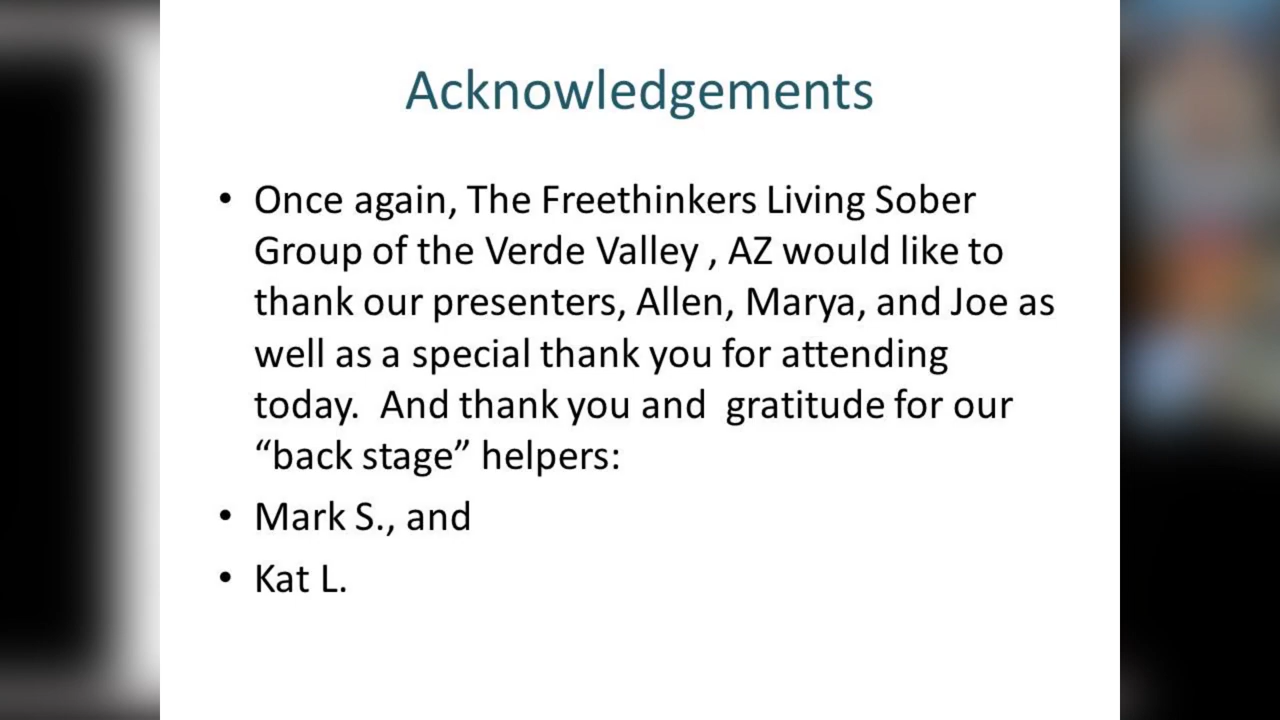 Acknowledgements
• Once again, The Freethinkers Living Sober
Group of the Verde Valley , AZ would like to
thank our presenters, Allen, Marya, and Joe as
well as a special thank you for attending
today.  And thank you and  gratitude for our
“back stage” helpers:
• Mark S., and
• Kat L.